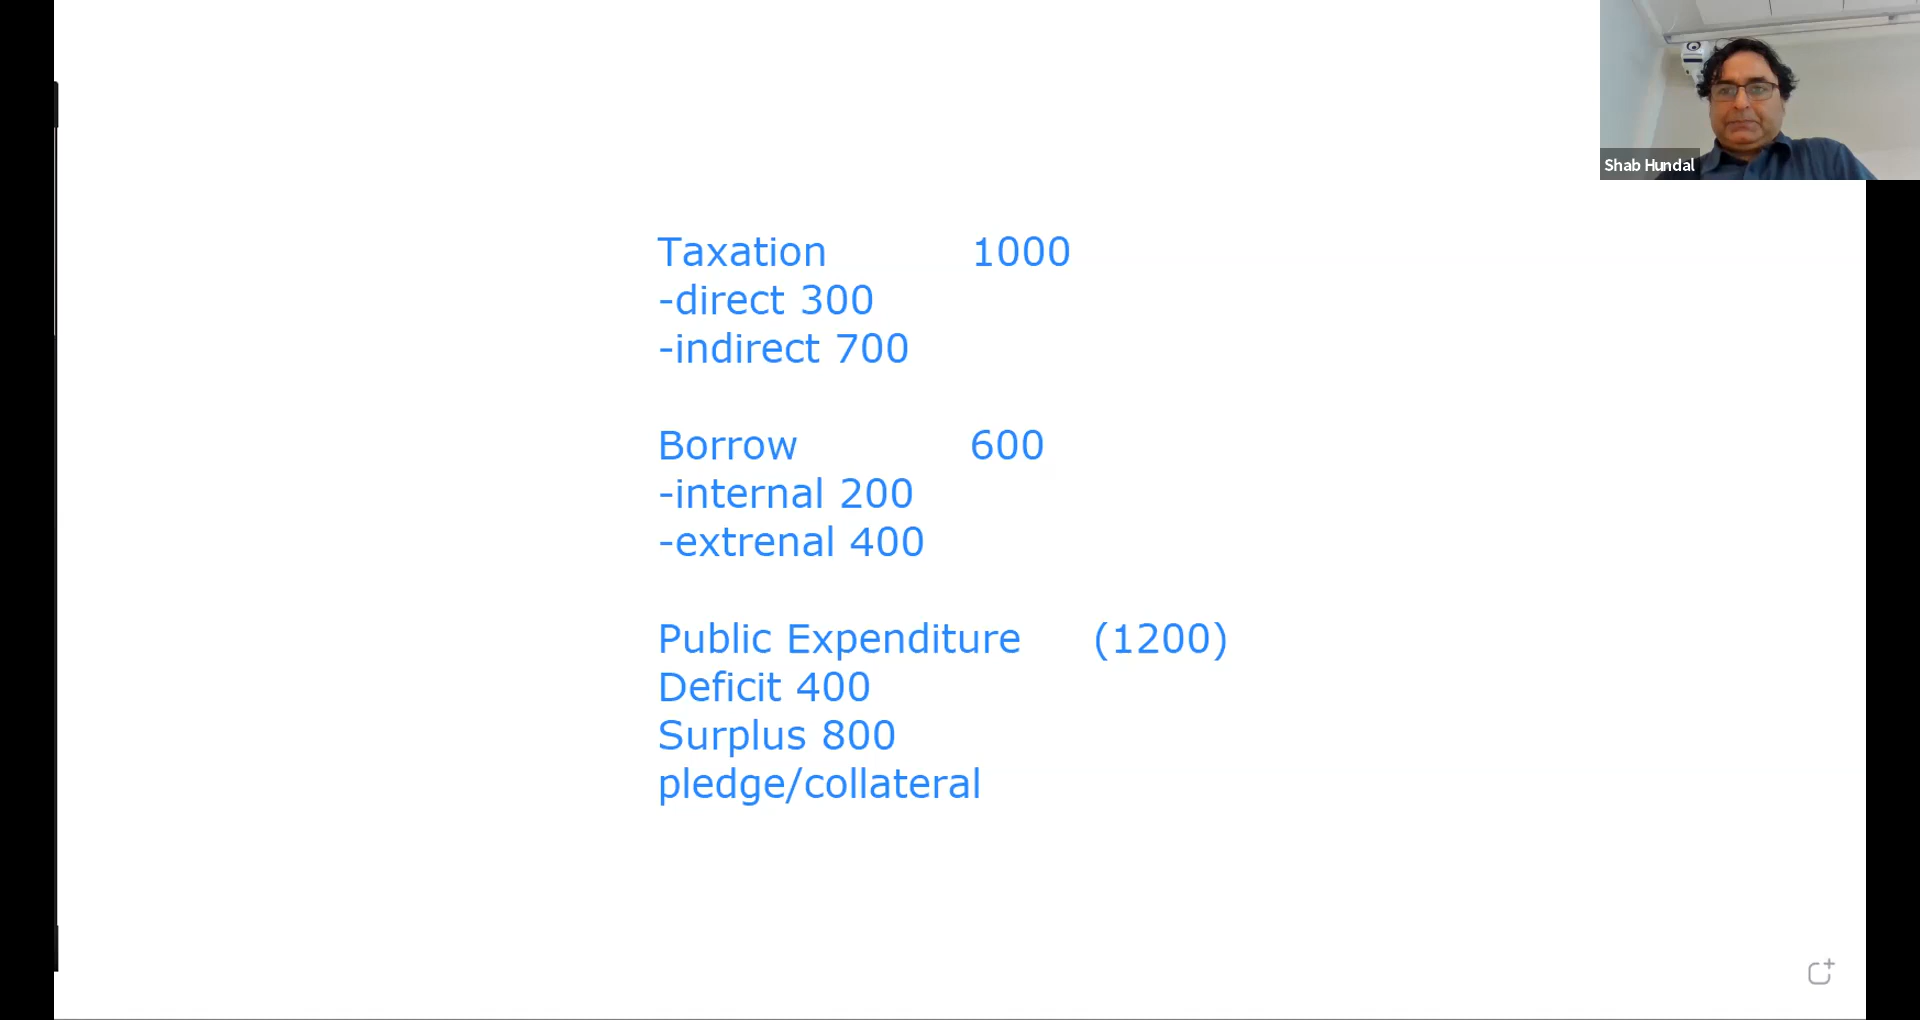 Shab Hundal
Taxation 1000
-direct 300
-indirect 700
Borrow 600
-internal 200
-extrenal 400
Public Expenditure (1200)
Deficit 400
Surplus 800
pledge/collateral